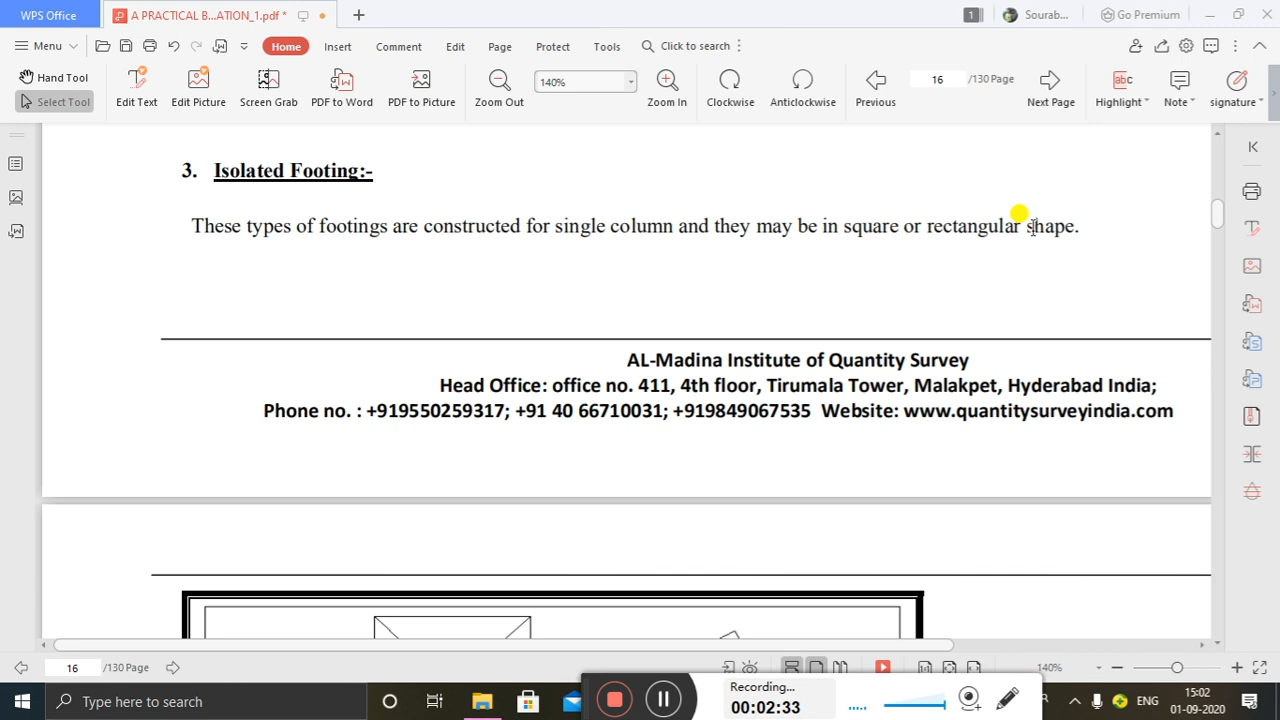 WPS Office
A PRACTICAL B...ATION_1.pdf *
1
Sourab...
Go Premium
Menu
Home
Insert
Comment
Edit
Page
Protect
Tools
Click to search
Hand Tool
Select Tool
Edit Text
Edit Picture
Screen Grab
PDF to Word
PDF to Picture
Zoom Out
140%
Zoom In
Clockwise
Anticlockwise
Previous
16 /130 Page
Next Page
Highlight
Note
signature
3. Isolated Footing:-
These types of footings are constructed for single column and they may be in square or rectangular shape.
AL-Madina Institute of Quantity Survey
Head Office: office no. 411, 4th floor, Tirumala Tower, Malakpet, Hyderabad India;
Phone no. : +919550259317; +91 40 66710031; +919849067535 Website: www.quantitysurveyindia.com
16 /130 Page
140%
Type here to search
Recording...
00:02:33
ENG
15:02
01-09-2020